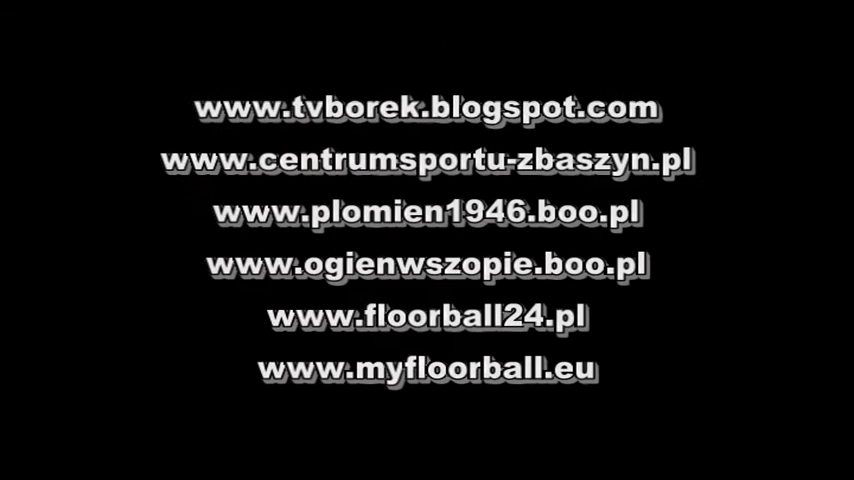 www.tvborek.blogspot.com
www.centrumsportu-zbaszyn.pl
www.plomien1946.boo.pl
www.ogienwszopie.boo.pl
www.floorball24.pl
www.myfloorball.eu